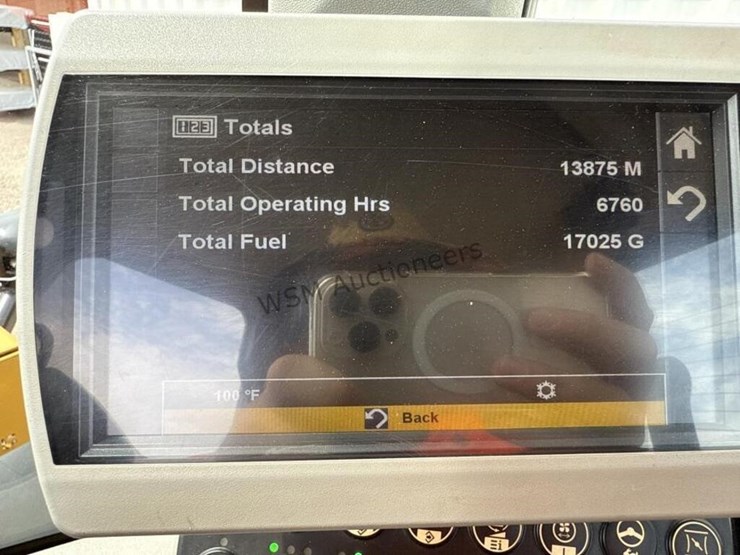 123 Totals
Total Distance 13875 M
Total Operating Hrs 6760
Total Fuel 17025 G
WSM Auctioneers
100 °F
Back